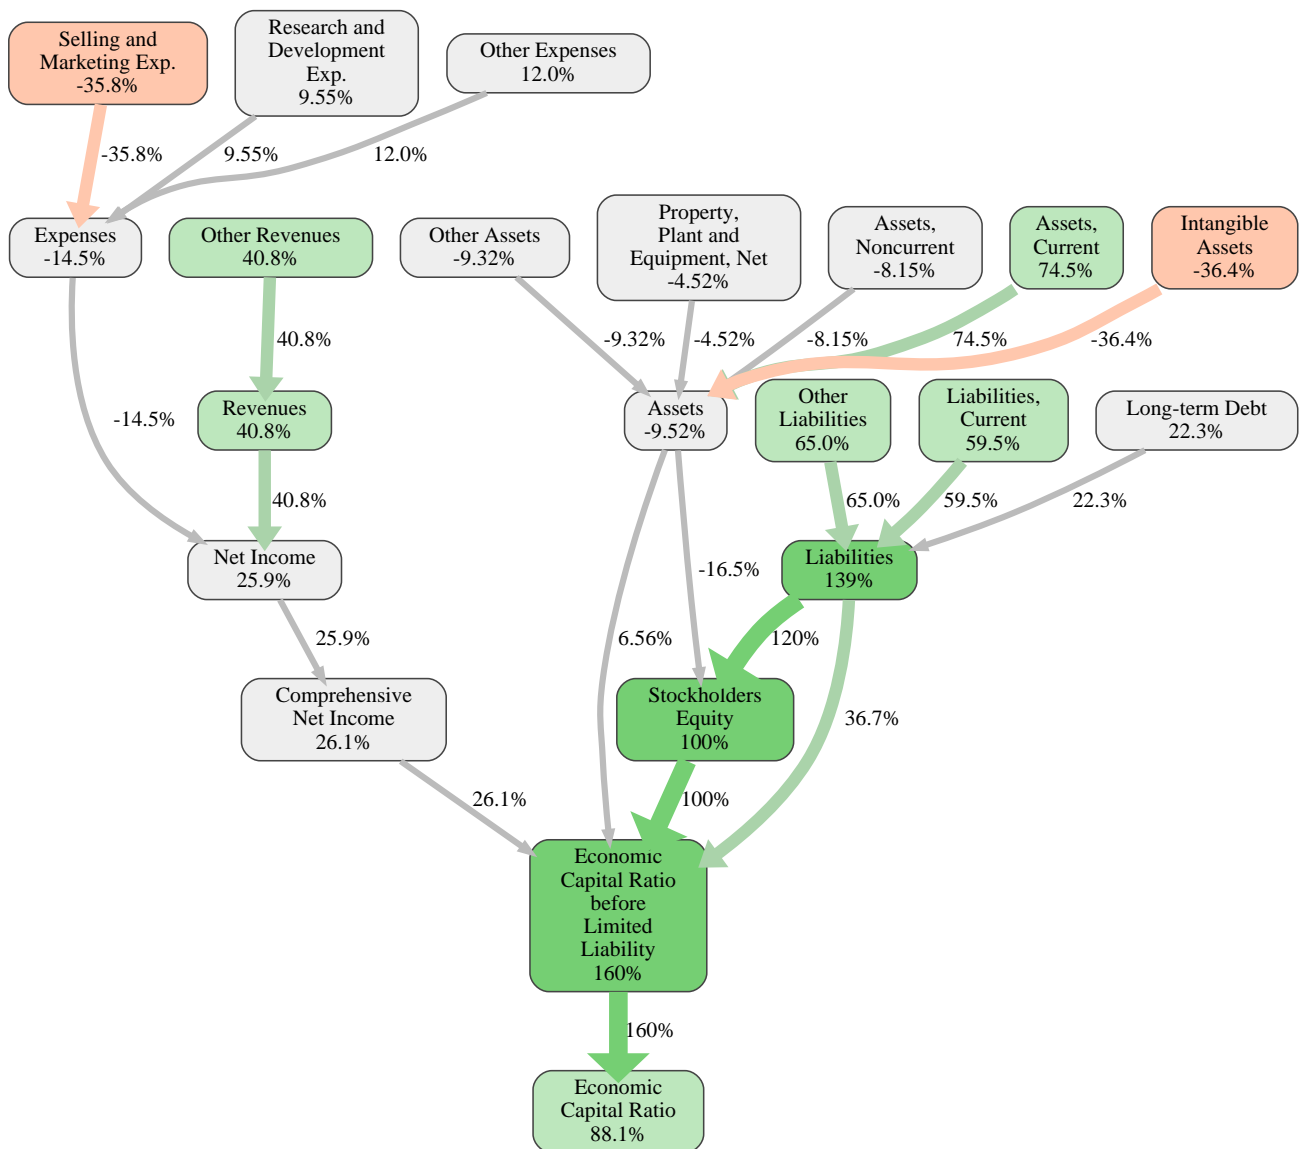 Selling and
Marketing Exp.
-35.8%
Research and
Development
Exp.
9.55%
Other Expenses
12.0%
-35.8%
9.55%
12.0%
Expenses
-14.5%
Other Revenues
40.8%
Other Assets
-9.32%
Property,
Plant and
Equipment, Net
-4.52%
Assets,
Noncurrent
-8.15%
Assets,
Current
74.5%
Intangible
Assets
-36.4%
40.8%
-9.32%
-4.52%
-8.15%
74.5%
-36.4%
-14.5%
Revenues
40.8%
Assets
-9.52%
Other
Liabilities
65.0%
Liabilities,
Current
59.5%
Long-term Debt
22.3%
40.8%
65.0%
59.5%
22.3%
Net Income
25.9%
-16.5%
Liabilities
139%
25.9%
6.56%
120%
Comprehensive
Net Income
26.1%
Stockholders
Equity
100%
36.7%
26.1%
100%
Economic
Capital Ratio
before
Limited
Liability
160%
160%
Economic
Capital Ratio
88.1%